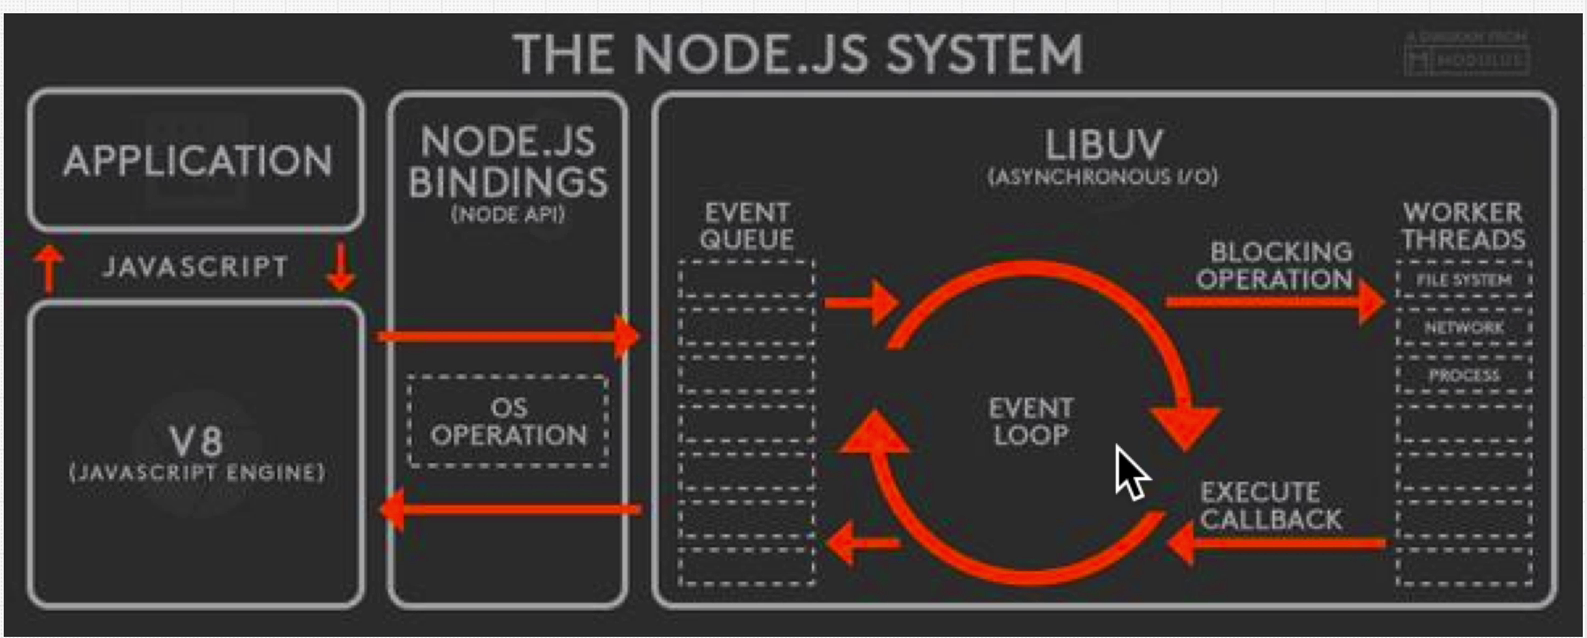 THE NODE.JS SYSTEM
A DIAGRAM FROM
MODULUS
APPLICATION
JAVASCRIPT
V8
(JAVASCRIPT ENGINE)
NODE.JS
BINDINGS
(NODE API)
OS
OPERATION
LIBUV
(ASYNCHRONOUS I/O)
EVENT
QUEUE
EVENT
LOOP
BLOCKING
OPERATION
EXECUTE
CALLBACK
WORKER
THREADS
FILE SYSTEM
NETWORK
PROCESS